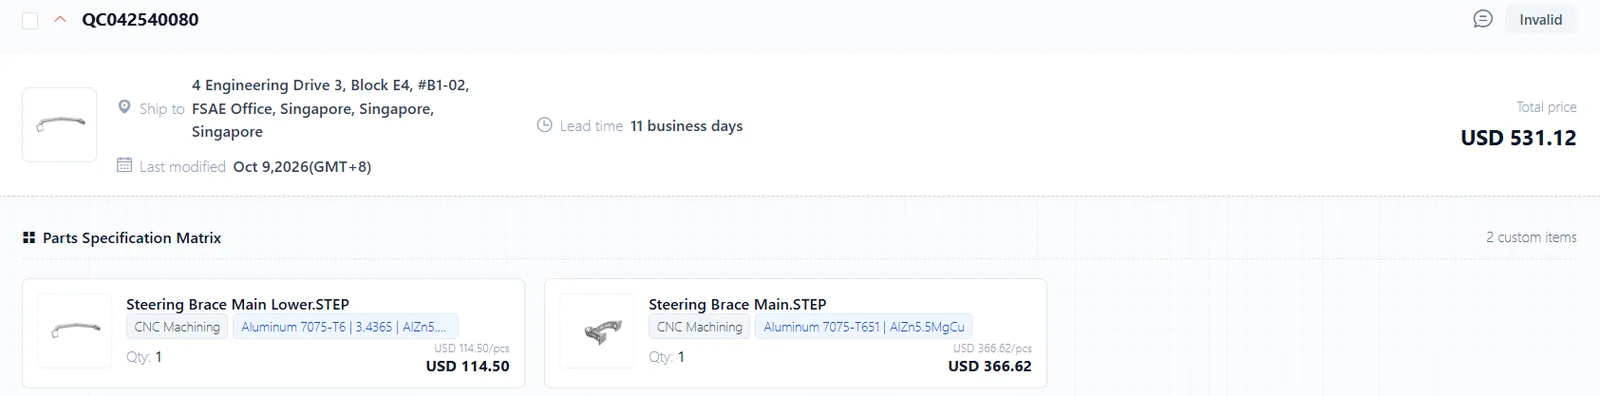 QC042540080
Invalid
4 Engineering Drive 3, Block E4, #B1-02,
Ship to FSAE Office, Singapore, Singapore,
Singapore
Lead time 11 business days
Total price
USD 531.12
Last modified Oct 9,2026(GMT+8)
Parts Specification Matrix
2 custom items
Steering Brace Main Lower.STEP
CNC Machining
Aluminum 7075-T6 | 3.4365 | AlZn5....
USD 114.50/pcs
Qty: 1
USD 114.50
Steering Brace Main.STEP
CNC Machining
Aluminum 7075-T651 | AlZn5.5MgCu
USD 366.62/pcs
Qty: 1
USD 366.62